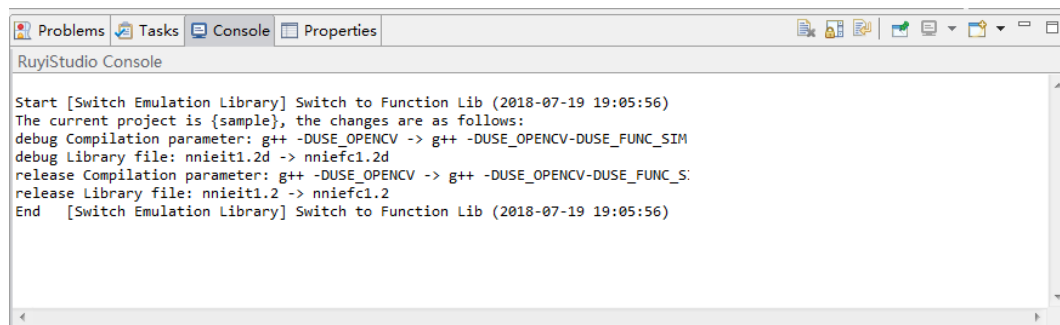 Problems Tasks Console Properties
RuyiStudio Console
Start [Switch Emulation Library] Switch to Function Lib (2018-07-19 19:05:56)
The current project is {sample}, the changes are as follows:
debug Compilation parameter: g++ -DUSE_OPENCV -> g++ -DUSE_OPENCV-DUSE_FUNC_SIM
debug Library file: nnieit1.2d -> nniefc1.2d
release Compilation parameter: g++ -DUSE_OPENCV -> g++ -DUSE_OPENCV-DUSE_FUNC_S
release Library file: nnieit1.2 -> nniefc1.2
End [Switch Emulation Library] Switch to Function Lib (2018-07-19 19:05:56)